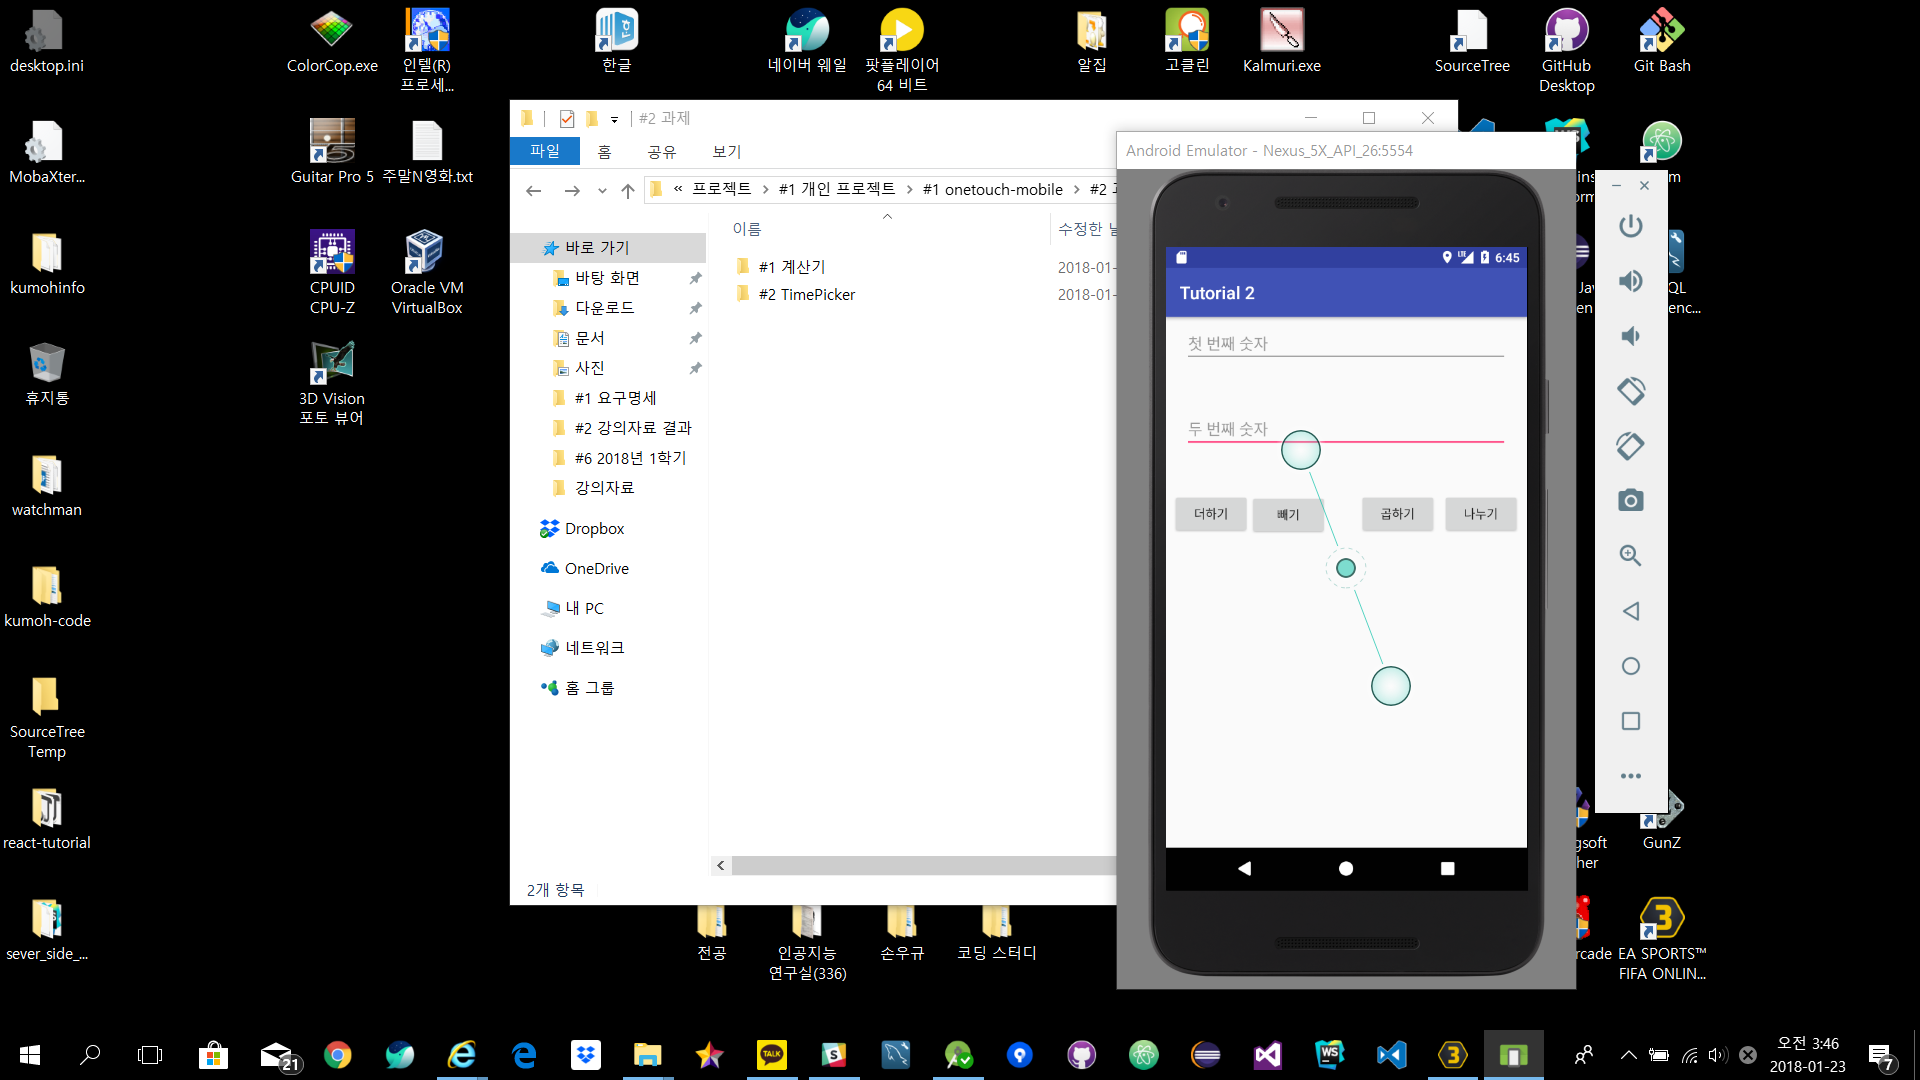 desktop.ini
ColorCop.exe
인텔(R)
프로세...
한글
네이버 웨일
팟플레이어
64 비트
알집
고클린
Kalmuri.exe
SourceTree
GitHub
Desktop
Git Bash
MobaXter...
Guitar Pro 5
주말N영화.txt
kumohinfo
CPUID
CPU-Z
Oracle VM
VirtualBox
휴지통
3D Vision
포토 뷰어
watchman
kumoh-code
SourceTree
Temp
react-tutorial
sever_side_...
#2 과제
파일
홈
공유
보기
« 프로젝트 > #1 개인 프로젝트 > #1 onetouch-mobile > #2
이름
수정한
바로 가기
바탕 화면
다운로드
문서
사진
#1 요구명세
#2 강의자료 결과
#6 2018년 1학기
강의자료
Dropbox
OneDrive
내 PC
네트워크
홈 그룹
#1 계산기
2018-01-
#2 TimePicker
2018-01-
2개 항목
Android Emulator - Nexus_5X_API_26:5554
LTE
6:45
Tutorial 2
첫 번째 숫자
두 번째 숫자
더하기
빼기
곱하기
나누기
GunZ
전공
인공지능
연구실(336)
손우규
코딩 스터디
rcade
EA SPORTS™
FIFA ONLIN...
21
TALK
WS
3
오전 3:46
2018-01-23
7